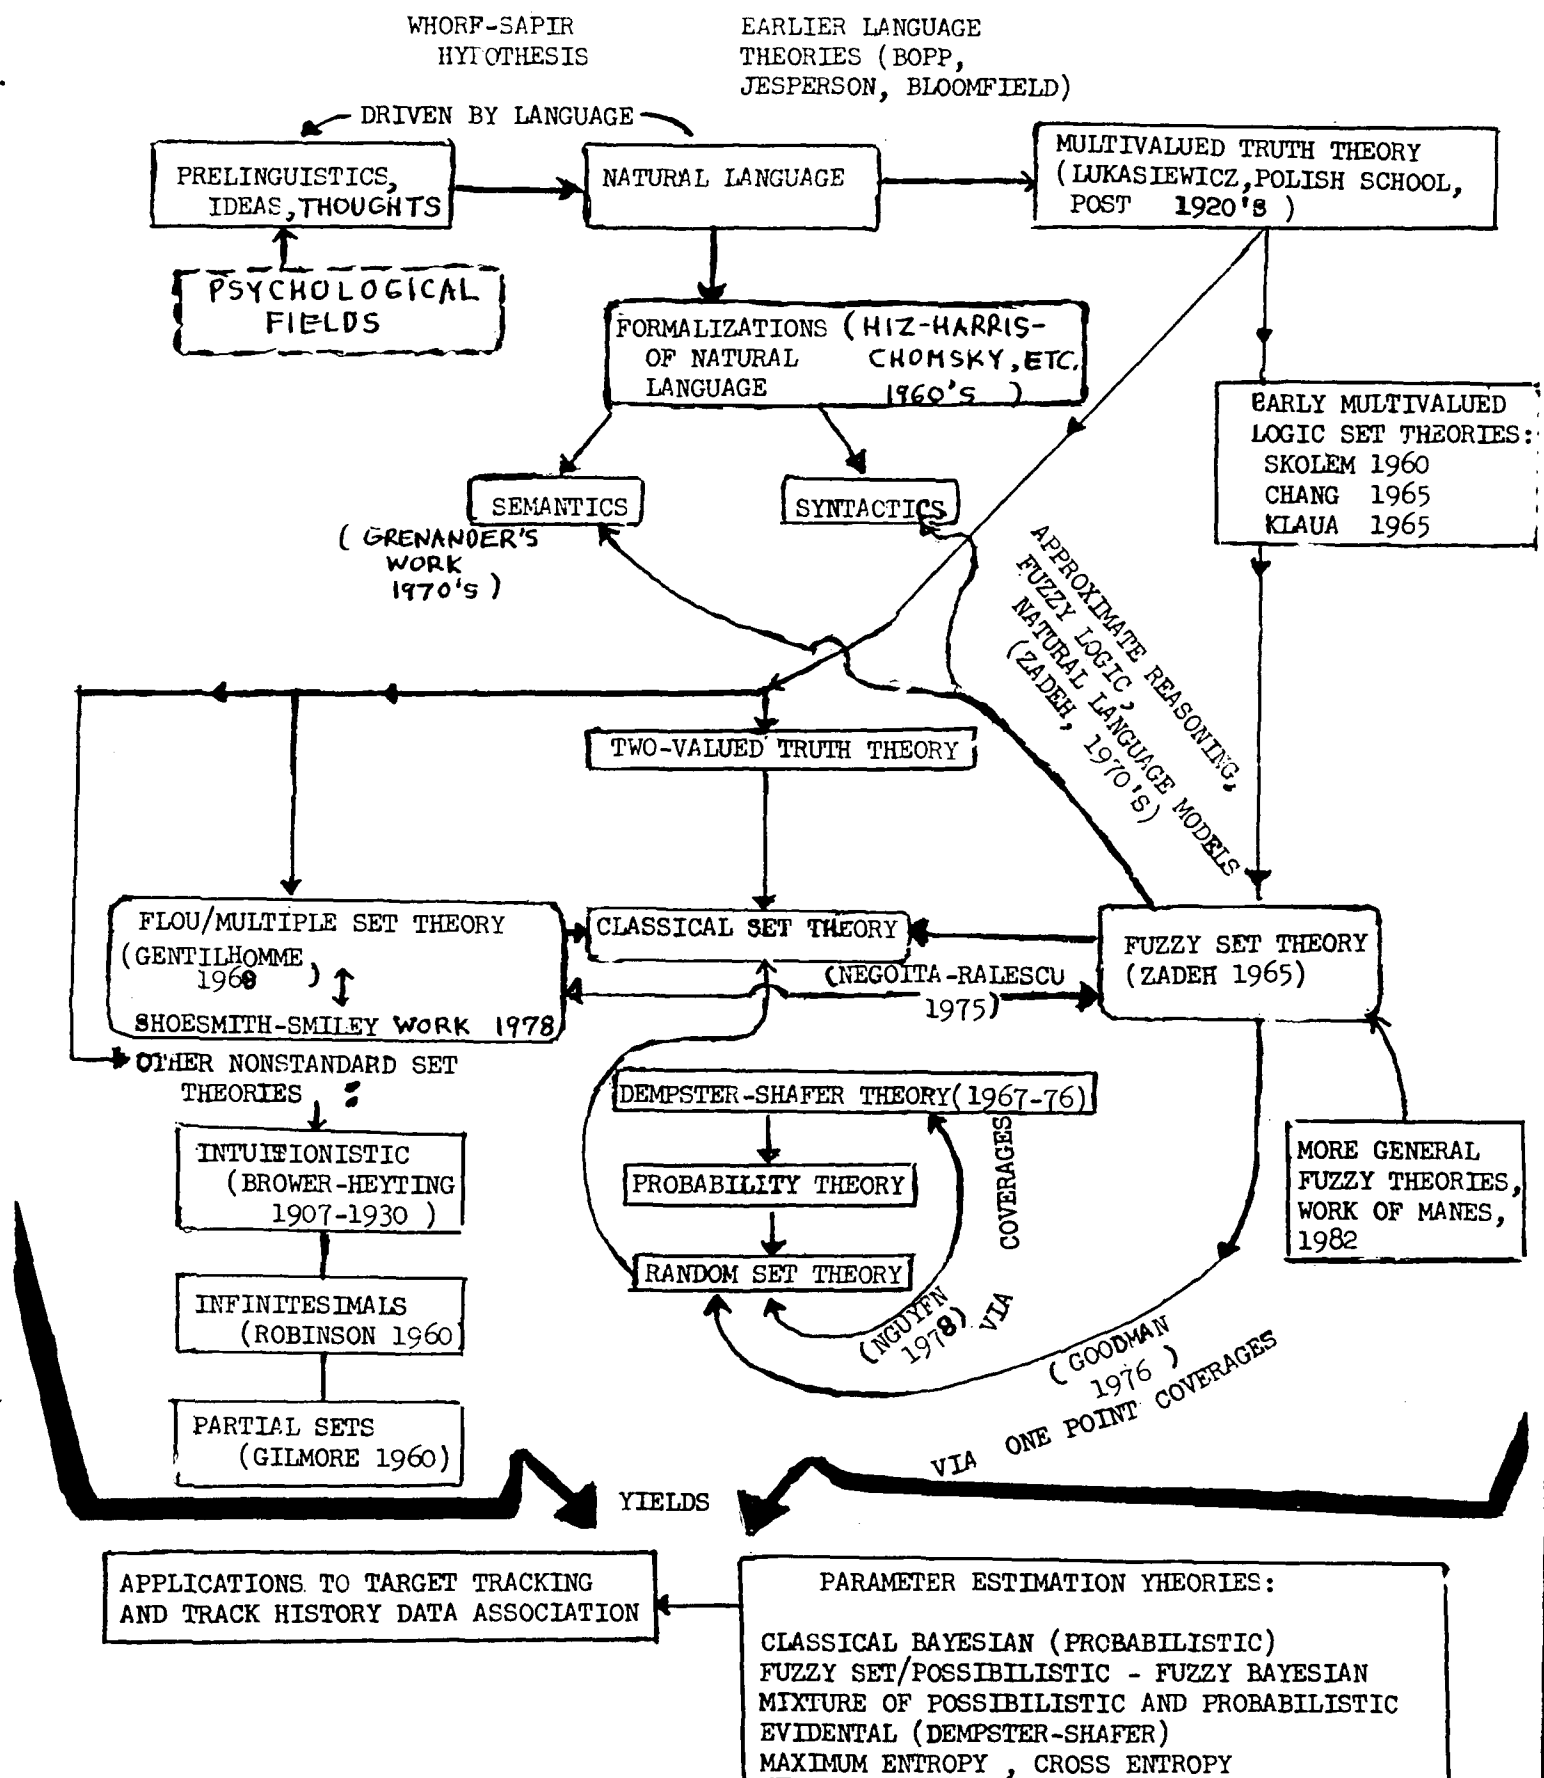 WHORF-SAPIR
HYPOTHESIS
EARLIER LANGUAGE
THEORIES (BOPP,
JESPERSON, BLOOMFIELD)
DRIVEN BY LANGUAGE
PRELINGUISTICS,
IDEAS, THOUGHTS
NATURAL LANGUAGE
MULTIVALUED TRUTH THEORY
(LUKASIEWICZ, POLISH SCHOOL,
POST 1920'S )
PSYCHOLOGICAL
FIELDS
FORMALIZATIONS (HIZ-HARRIS-
OF NATURAL CHOMSKY, ETC.
LANGUAGE 1960'S )
EARLY MULTIVALUED
LOGIC SET THEORIES:
SKOLEM 1960
CHANG 1965
KLAUA 1965
SEMANTICS
SYNTACTICS
( GRENANDER'S
WORK
1970'S )
APPROXIMATE REASONING,
FUZZY LOGIC,
NATURAL LANGUAGE MODELS
(ZADEH, 1970'S)
TWO-VALUED TRUTH THEORY
FLOU/MULTIPLE SET THEORY
(GENTILHOMME,
1968 )
SHOESMITH-SMILEY WORK 1978
CLASSICAL SET THEORY
FUZZY SET THEORY
(ZADEH 1965)
(NEGOITA-RALESCU
1975)
OTHER NONSTANDARD SET
THEORIES :
DEMPSTER-SHAFER THEORY(1967-76)
INTUITIONISTIC
(BROWER-HEYTING
1907-1930 )
PROBABILITY THEORY
COVERAGES
MORE GENERAL
FUZZY THEORIES,
WORK OF MANES,
1982
RANDOM SET THEORY
INFINITESIMALS
(ROBINSON 1960)
(NGUYEN
1978)
VIA
(GOODMAN
1976 )
VIA ONE POINT COVERAGES
PARTIAL SETS
(GILMORE 1960)
YIELDS
APPLICATIONS TO TARGET TRACKING
AND TRACK HISTORY DATA ASSOCIATION
PARAMETER ESTIMATION YHEORIES:
CLASSICAL BAYESIAN (PROBABILISTIC)
FUZZY SET/POSSIBILISTIC - FUZZY BAYESIAN
MIXTURE OF POSSIBILISTIC AND PROBABILISTIC
EVIDENTAL (DEMPSTER-SHAFER)
MAXIMUM ENTROPY , CROSS ENTROPY